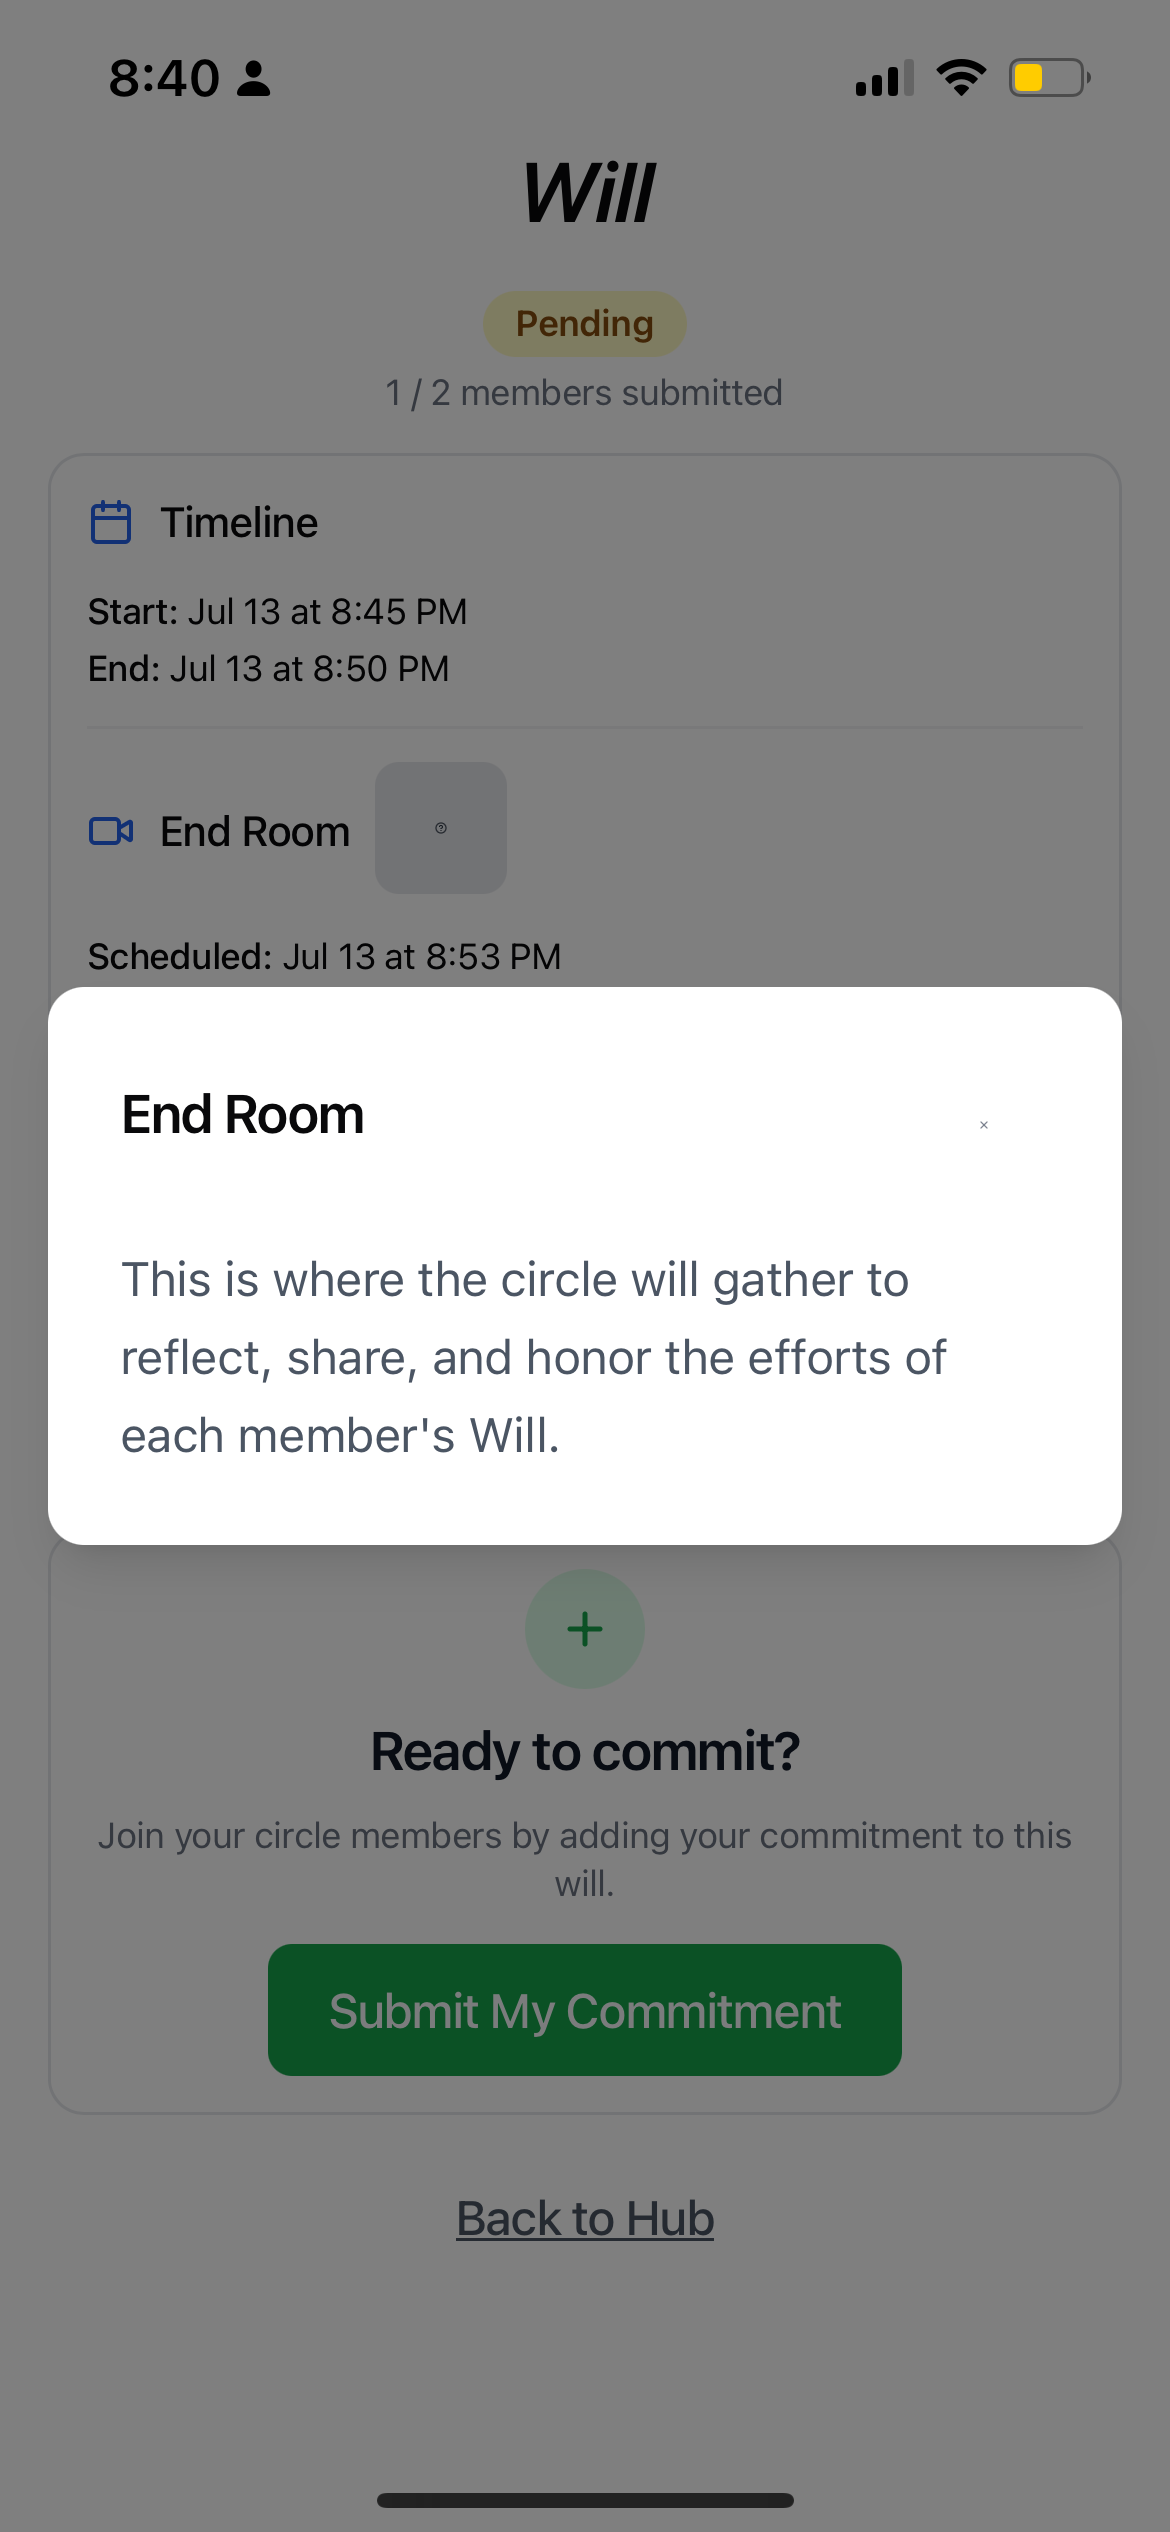 8:40
Will
Pending
1 / 2 members submitted
Timeline
Start: Jul 13 at 8:45 PM
End: Jul 13 at 8:50 PM
End Room
Scheduled: Jul 13 at 8:53 PM
End Room
This is where the circle will gather to
reflect, share, and honor the efforts of
each member's Will.
Ready to commit?
Join your circle members by adding your commitment to this
will.
Submit My Commitment
Back to Hub